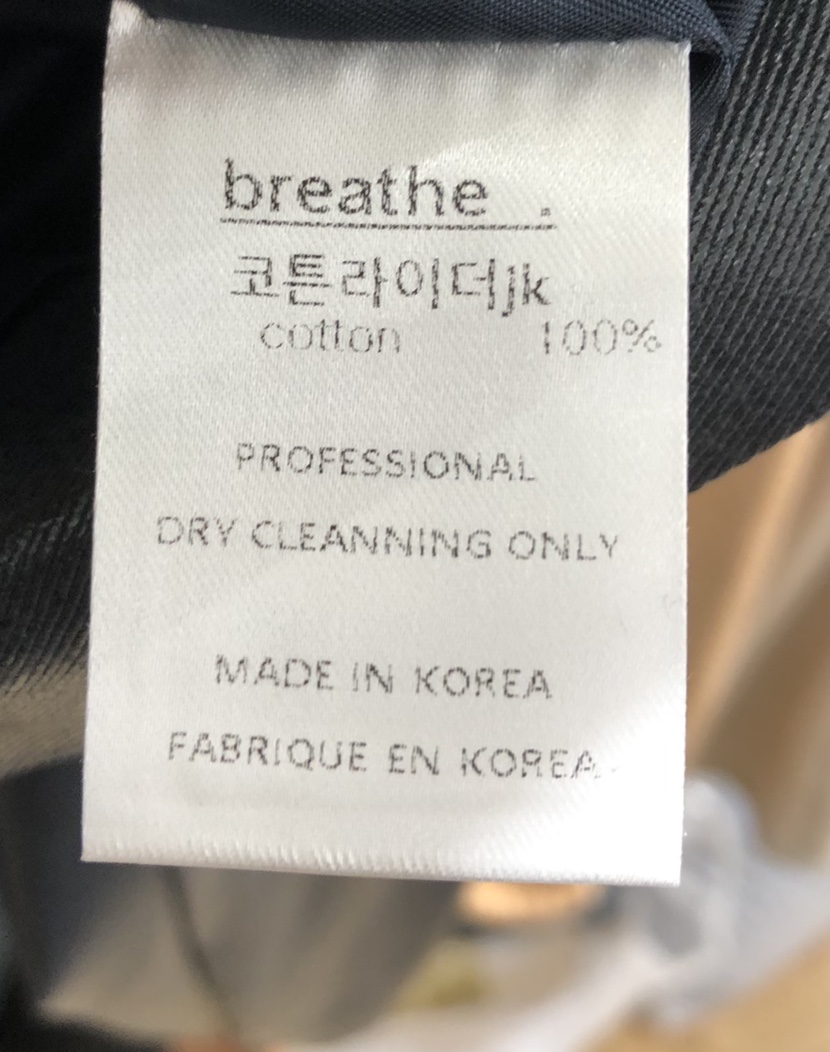 breathe .
코튼라이더jk
cotton 100%
PROFESSIONAL
DRY CLEANNING ONLY
MADE IN KOREA
FABRIQUE EN KOREA